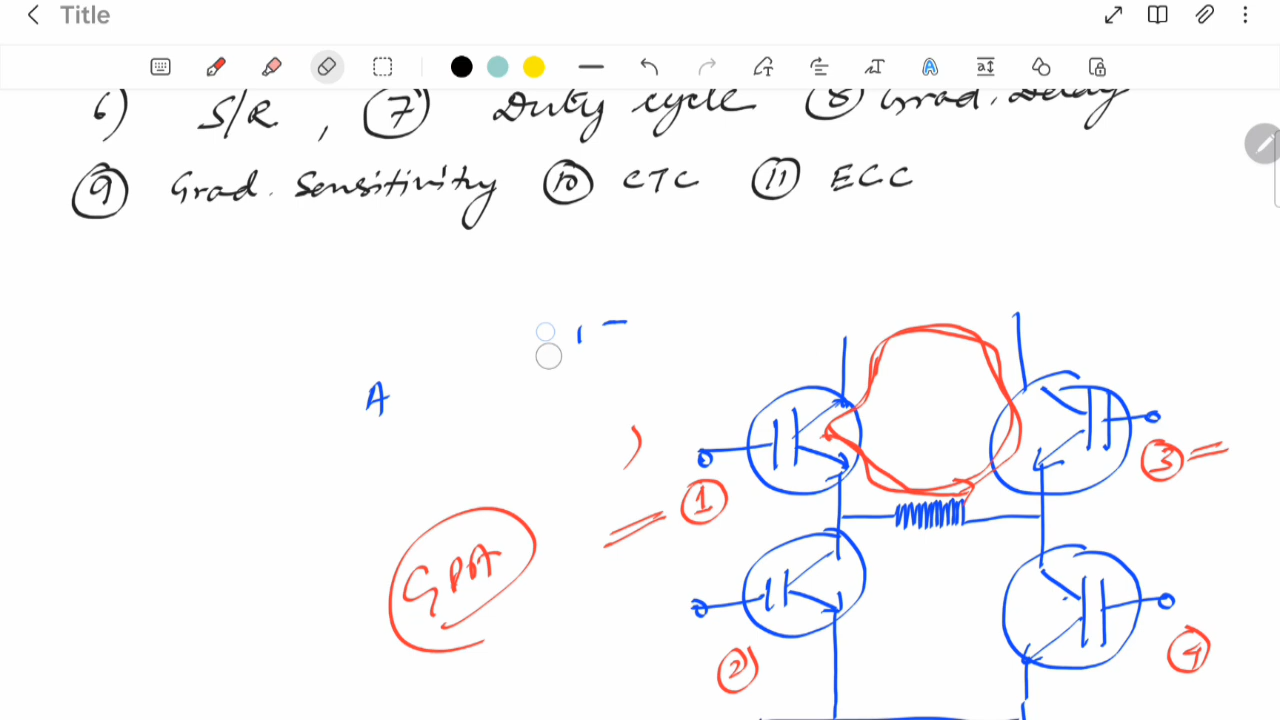 Title
6) S/R , (7) Duty cycle (8) Grad. Delay
(9) Grad. Sensitivity (10) CTC (11) ECC
A
(1) (3) =
GPA
(2) (4)